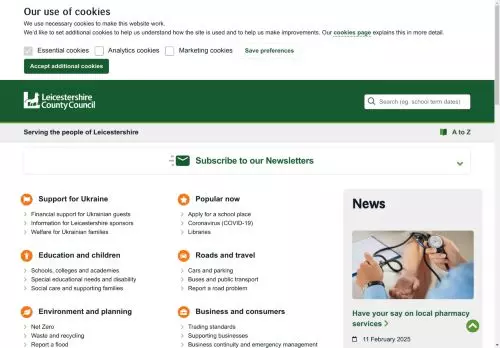 Our use of cookies
We use necessary cookies to make this website work.
We'd like to set additional cookies to help us understand how the site is used and to help us make improvements. Our cookies page explains this in more detail.
Essential cookies Analytics cookies Marketing cookies Save preferences
Accept additional cookies
Leicestershire
County Council
Search (eg. school term dates)
Serving the people of Leicestershire
A to Z
Subscribe to our Newsletters
Support for Ukraine
Financial support for Ukrainian guests
Information for Leicestershire sponsors
Welfare for Ukrainian families
Popular now
Apply for a school place
Coronavirus (COVID-19)
Libraries
Education and children
Schools, colleges and academies
Special educational needs and disability
Social care and supporting families
Roads and travel
Cars and parking
Buses and public transport
Report a road problem
Environment and planning
Net Zero
Waste and recycling
Report a flood
Business and consumers
Trading standards
Supporting businesses
Business continuity and emergency management
News
Have your say on local pharmacy
services
11 February 2025